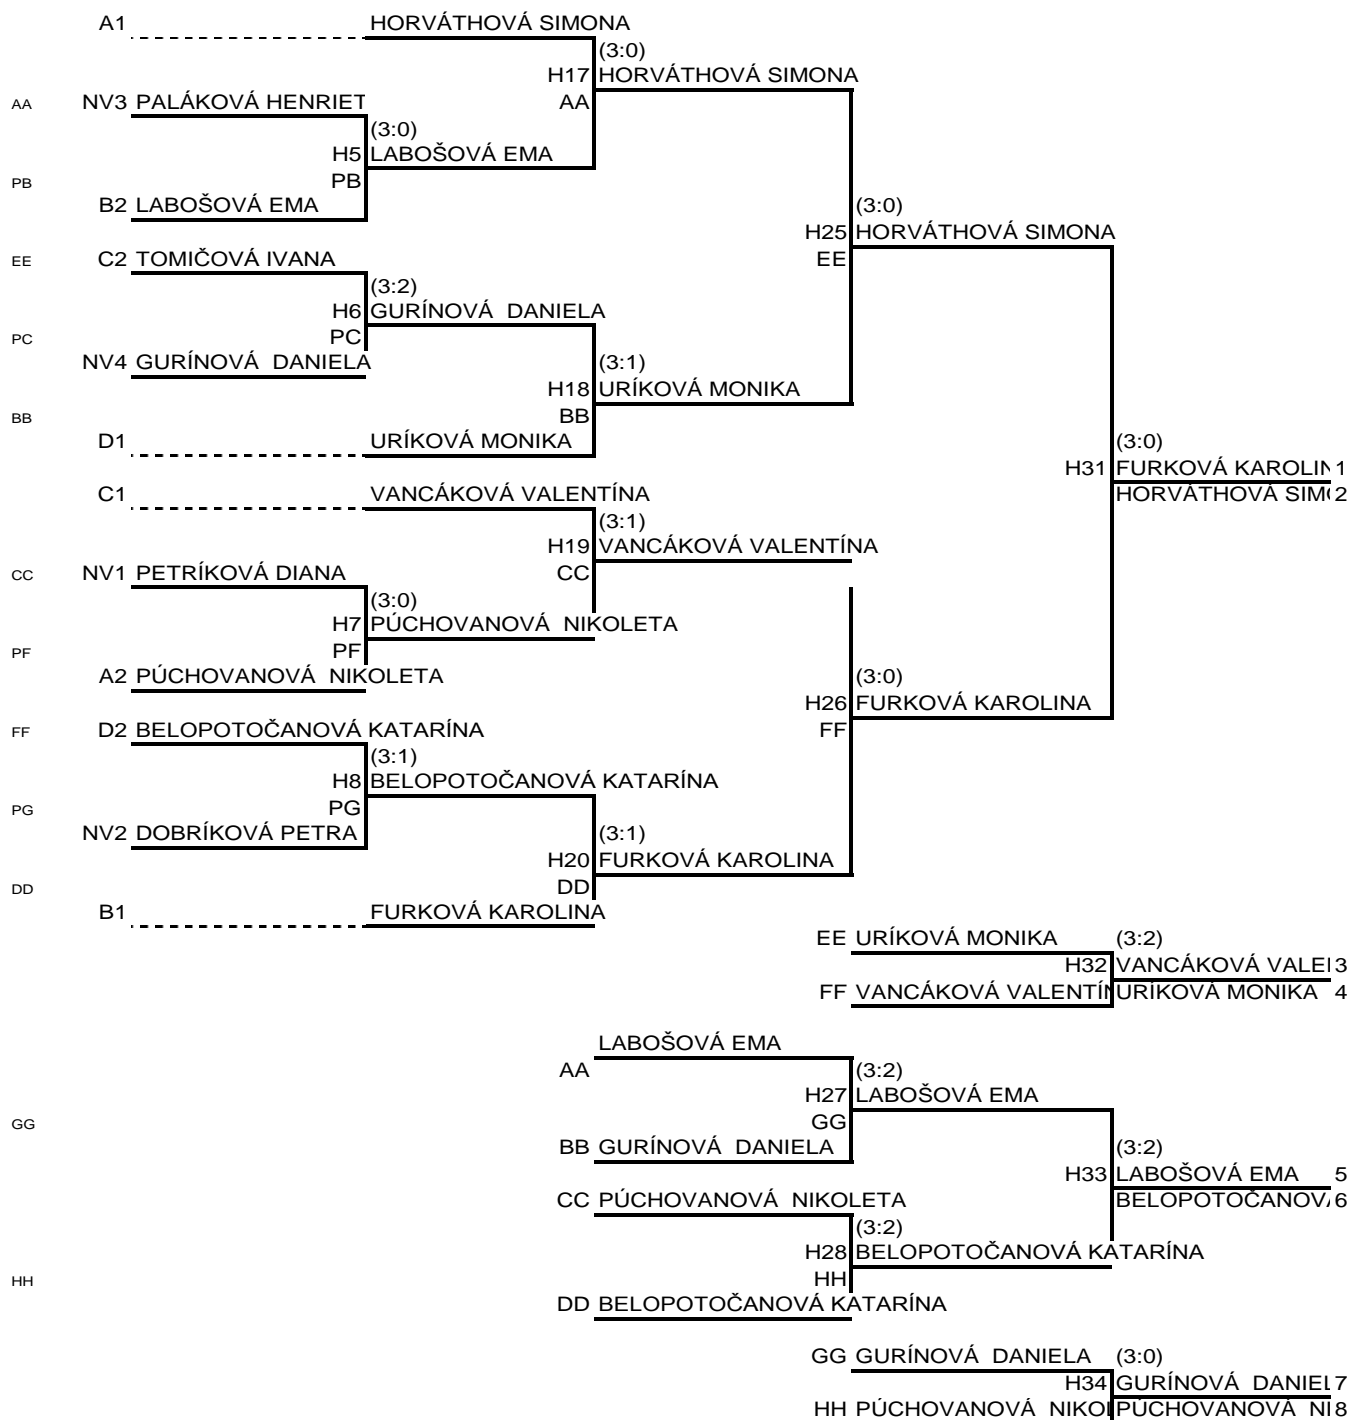 A1 HORVÁTHOVÁ SIMONA
(3:0)
H17 HORVÁTHOVÁ SIMONA
AA NV3 PALÁKOVÁ HENRIET AA
(3:0)
H5 LABOŠOVÁ EMA
PB PB
B2 LABOŠOVÁ EMA (3:0)
H25 HORVÁTHOVÁ SIMONA
EE C2 TOMIČOVÁ IVANA EE
(3:2)
H6 GURÍNOVÁ DANIELA
PC PC
NV4 GURÍNOVÁ DANIELA (3:1)
H18 URÍKOVÁ MONIKA
BB BB
D1 URÍKOVÁ MONIKA (3:0)
H31 FURKOVÁ KAROLIN 1
C1 VANCÁKOVÁ VALENTÍNA HORVÁTHOVÁ SIM 2
(3:1)
H19 VANCÁKOVÁ VALENTÍNA
CC NV1 PETRÍKOVÁ DIANA CC
(3:0)
H7 PÚCHOVANOVÁ NIKOLETA
PF PF
A2 PÚCHOVANOVÁ NIKOLETA (3:0)
H26 FURKOVÁ KAROLINA
FF D2 BELOPOTOČANOVÁ KATARÍNA FF
(3:1)
H8 BELOPOTOČANOVÁ KATARÍNA
PG PG
NV2 DOBRÍKOVÁ PETRA (3:1)
H20 FURKOVÁ KAROLINA
DD DD
B1 FURKOVÁ KAROLINA
EE URÍKOVÁ MONIKA (3:2)
H32 VANCÁKOVÁ VALE 3
FF VANCÁKOVÁ VALENTÍN URÍKOVÁ MONIKA 4
LABOŠOVÁ EMA
AA (3:2)
H27 LABOŠOVÁ EMA
GG GG
BB GURÍNOVÁ DANIELA (3:2)
H33 LABOŠOVÁ EMA 5
CC PÚCHOVANOVÁ NIKOLETA BELOPOTOČANOVÁ 6
(3:2)
H28 BELOPOTOČANOVÁ KATARÍNA
HH HH
DD BELOPOTOČANOVÁ KATARÍNA
GG GURÍNOVÁ DANIELA (3:0)
H34 GURÍNOVÁ DANIEL 7
HH PÚCHOVANOVÁ NIKOL PÚCHOVANOVÁ NI 8